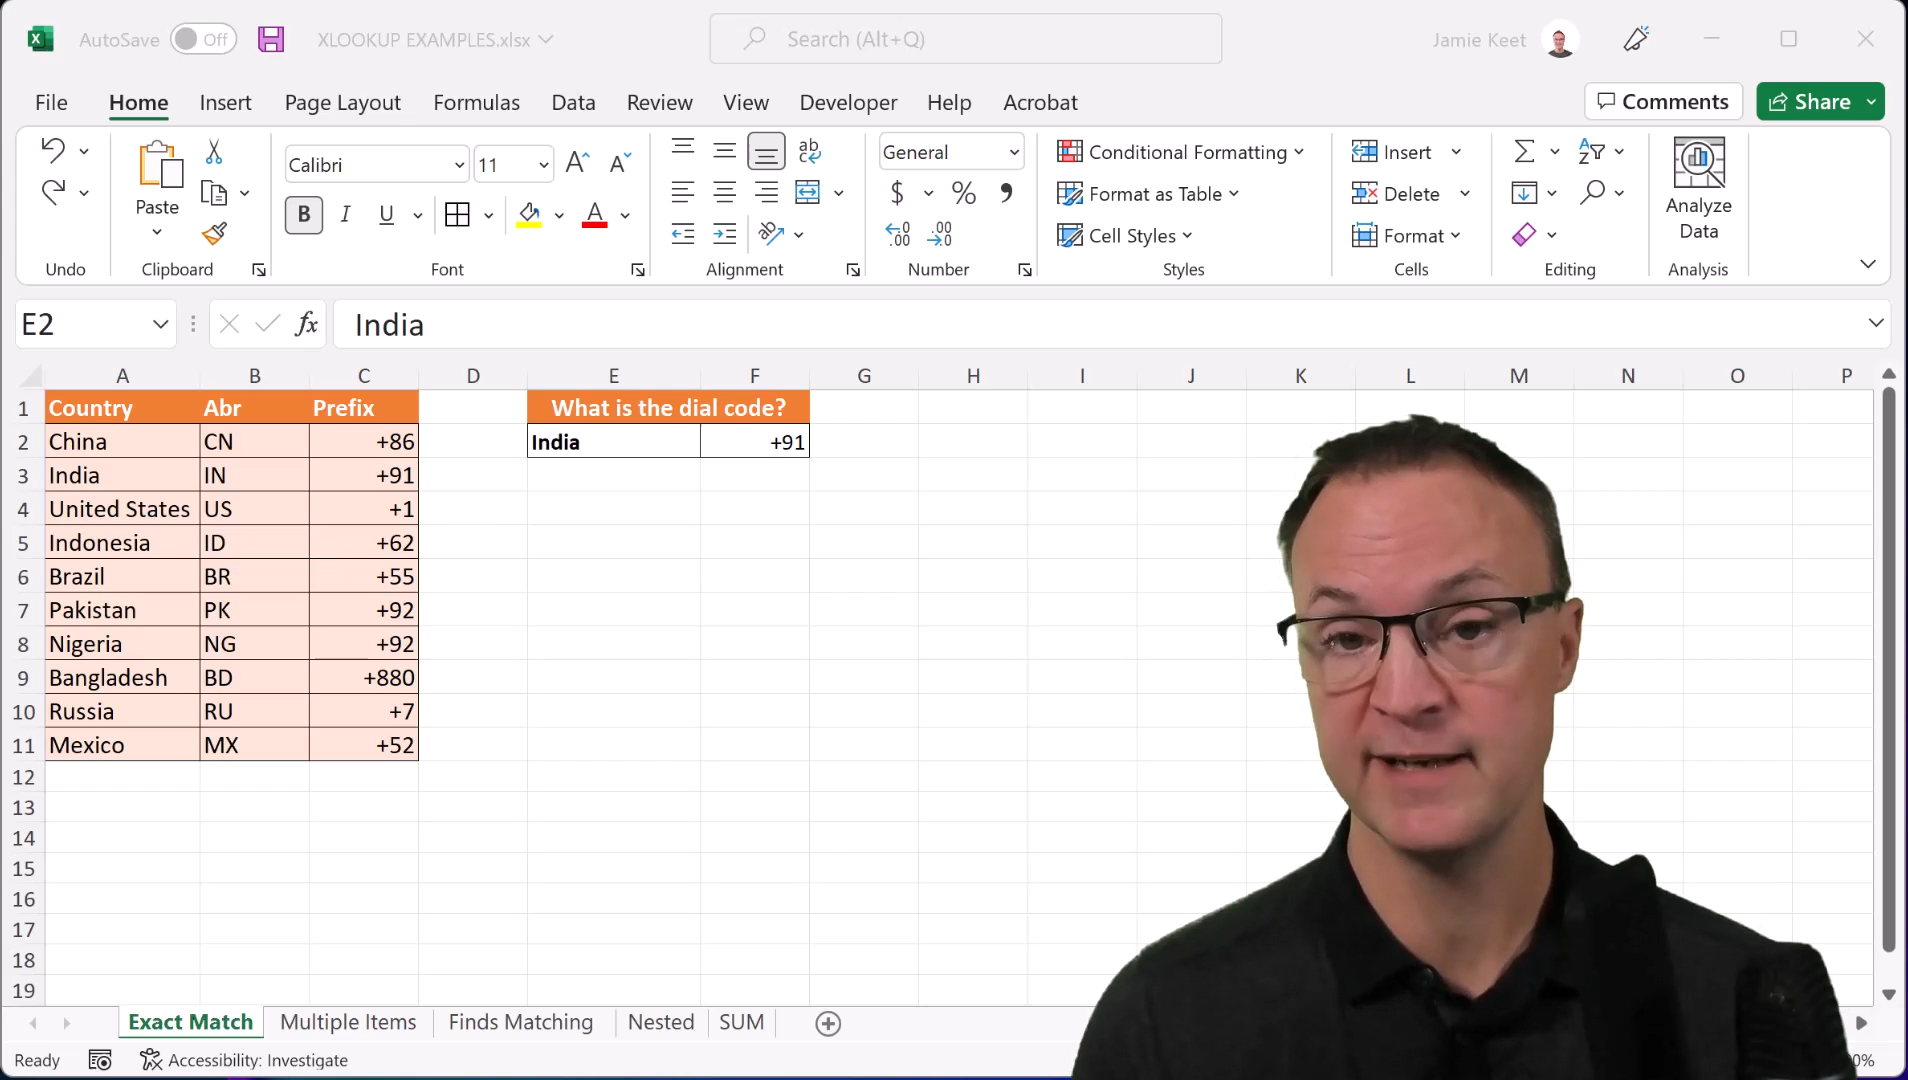 AutoSave Off XLOOKUP EXAMPLES.xlsx Search (Alt+Q) Jamie Keet
File Home Insert Page Layout Formulas Data Review View Developer Help Acrobat Comments Share
Calibri 11 General Conditional Formatting Insert
Paste Format as Table Delete Analyze
Data
Cell Styles Format
Undo Clipboard Font Alignment Number Styles Cells Editing Analysis
E2 fx India
A B C D E F G H I J K L M N O P
1 Country Abr Prefix What is the dial code?
2 China CN +86 India +91
3 India IN +91
4 United States US +1
5 Indonesia ID +62
6 Brazil BR +55
7 Pakistan PK +92
8 Nigeria NG +92
9 Bangladesh BD +880
10 Russia RU +7
11 Mexico MX +52
12
13
14
15
16
17
18
19
Exact Match Multiple Items Finds Matching Nested SUM
Ready Accessibility: Investigate